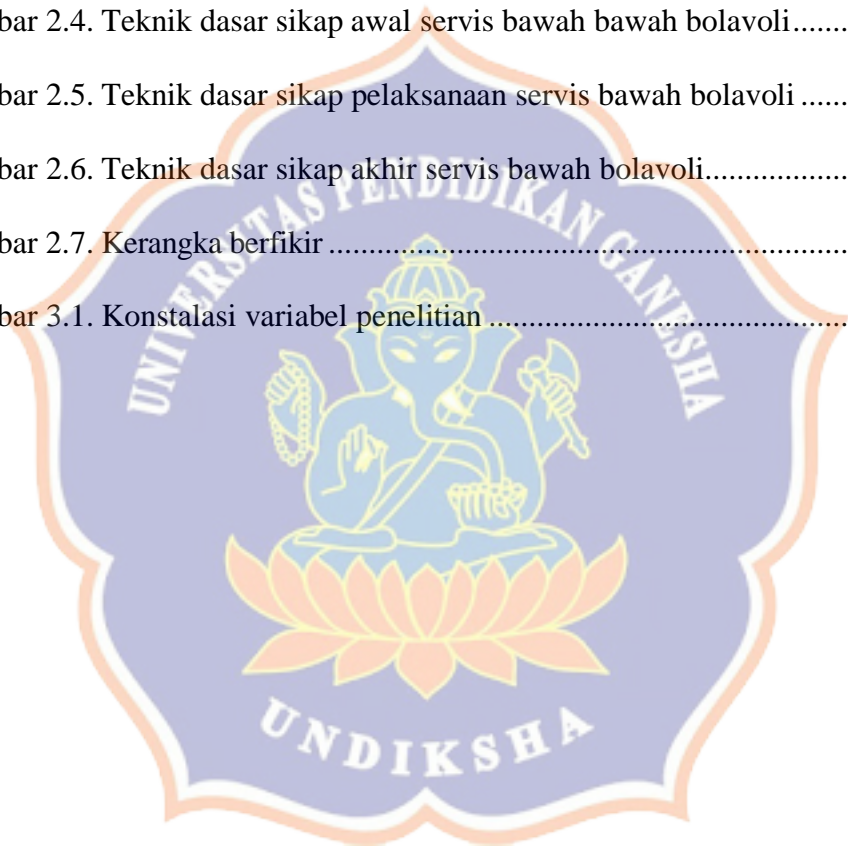 bar 2.4. Teknik dasar sikap awal servis bawah bawah bolavoli.......
bar 2.5. Teknik dasar sikap pelaksanaan servis bawah bolavoli ......
bar 2.6. Teknik dasar sikap akhir servis bawah bolavoli..................
bar 2.7. Kerangka berfikir ................................................................
bar 3.1. Konstalasi variabel penelitian ............................................
UNIVERSITAS PENDIDIKAN GANESHA
UNDIKSHA